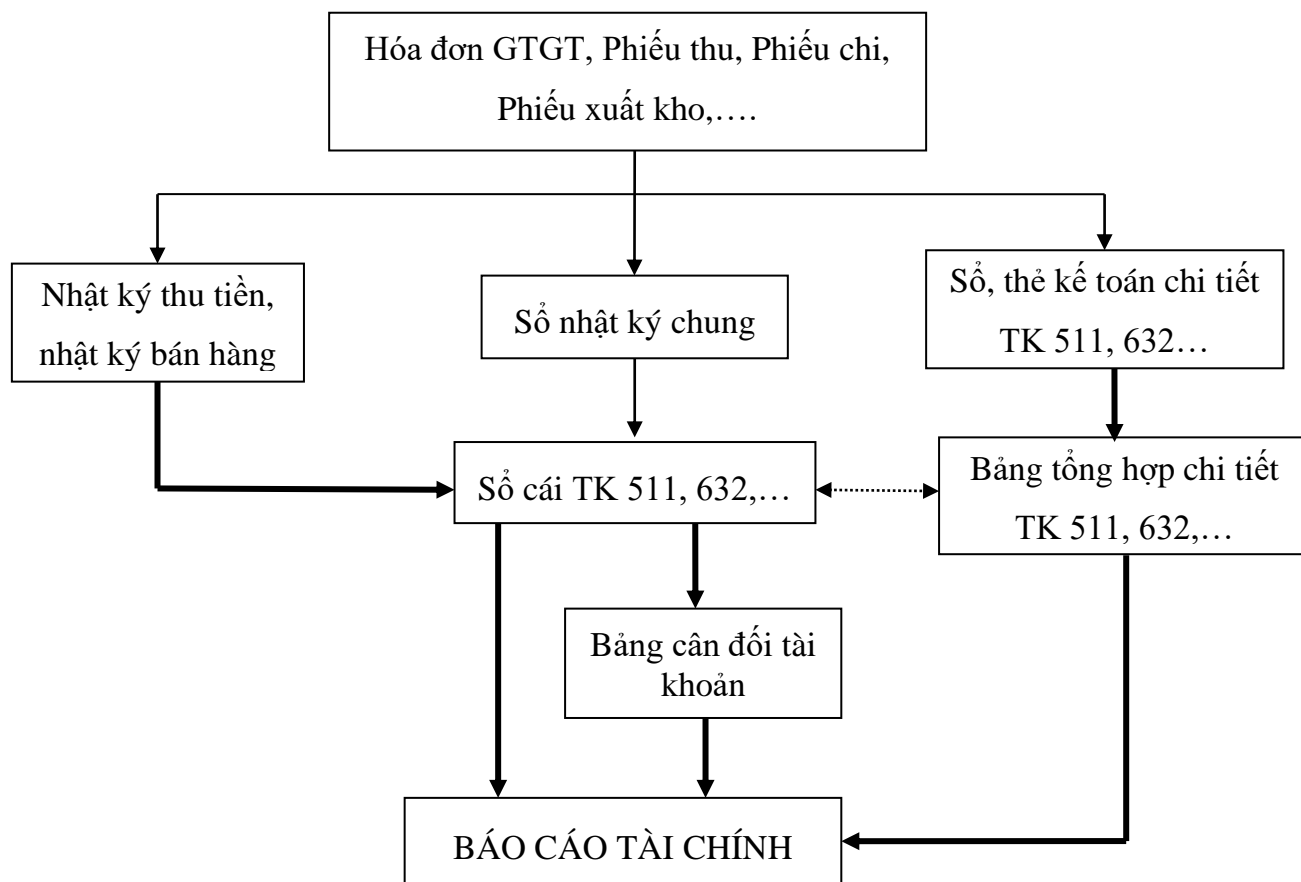 Hóa đơn GTGT, Phiếu thu, Phiếu chi,
Phiếu xuất kho,….
Nhật ký thu tiền,
nhật ký bán hàng
Sổ nhật ký chung
Sổ, thẻ kế toán chi tiết
TK 511, 632…
Sổ cái TK 511, 632,…
Bảng tổng hợp chi tiết
TK 511, 632,…
Bảng cân đối tài
khoản
BÁO CÁO TÀI CHÍNH